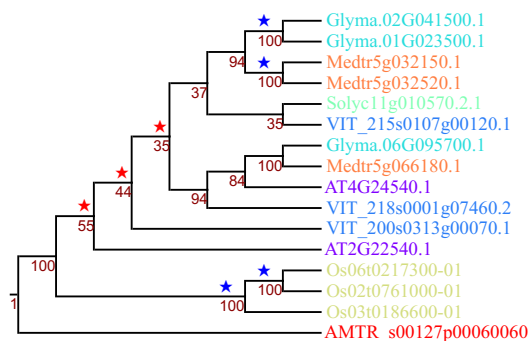 Glyma.02G041500.1
100
Glyma.01G023500.1
94
Medtr5g032150.1
100
Medtr5g032520.1
37
Solyc11g010570.2.1
35
VIT_215s0107g00120.1
35
Glyma.06G095700.1
100
Medtr5g066180.1
84
AT4G24540.1
94
VIT_218s0001g07460.2
44
VIT_200s0313g00070.1
55
AT2G22540.1
100
Os06t0217300-01
100
Os02t0761000-01
100
Os03t0186600-01
1
AMTR_s00127p00060060